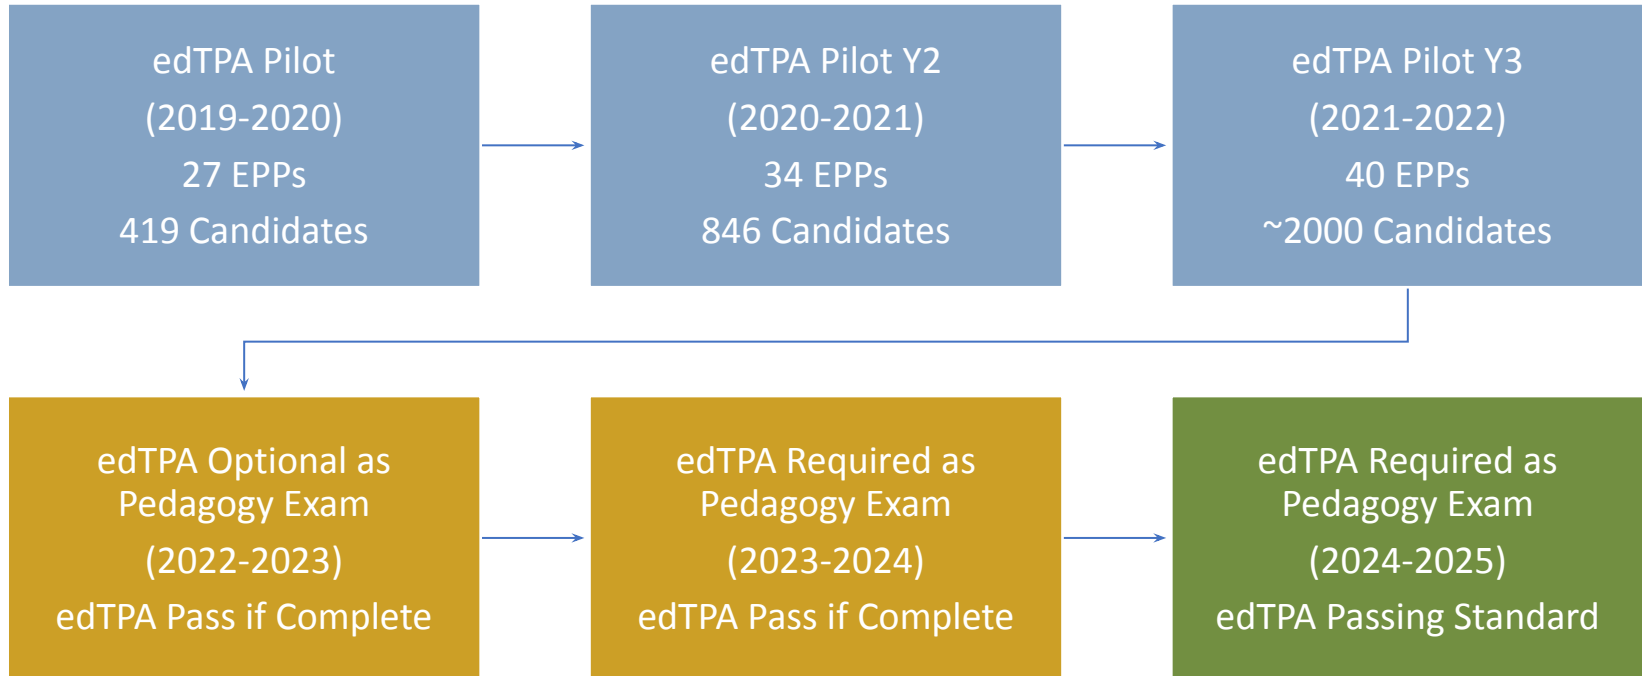 edTPA Pilot
(2019-2020)
27 EPPs
419 Candidates
edTPA Pilot Y2
(2020-2021)
34 EPPs
846 Candidates
edTPA Pilot Y3
(2021-2022)
40 EPPs
~2000 Candidates
edTPA Optional as
Pedagogy Exam
(2022-2023)
edTPA Pass if Complete
edTPA Required as
Pedagogy Exam
(2023-2024)
edTPA Pass if Complete
edTPA Required as
Pedagogy Exam
(2024-2025)
edTPA Passing Standard